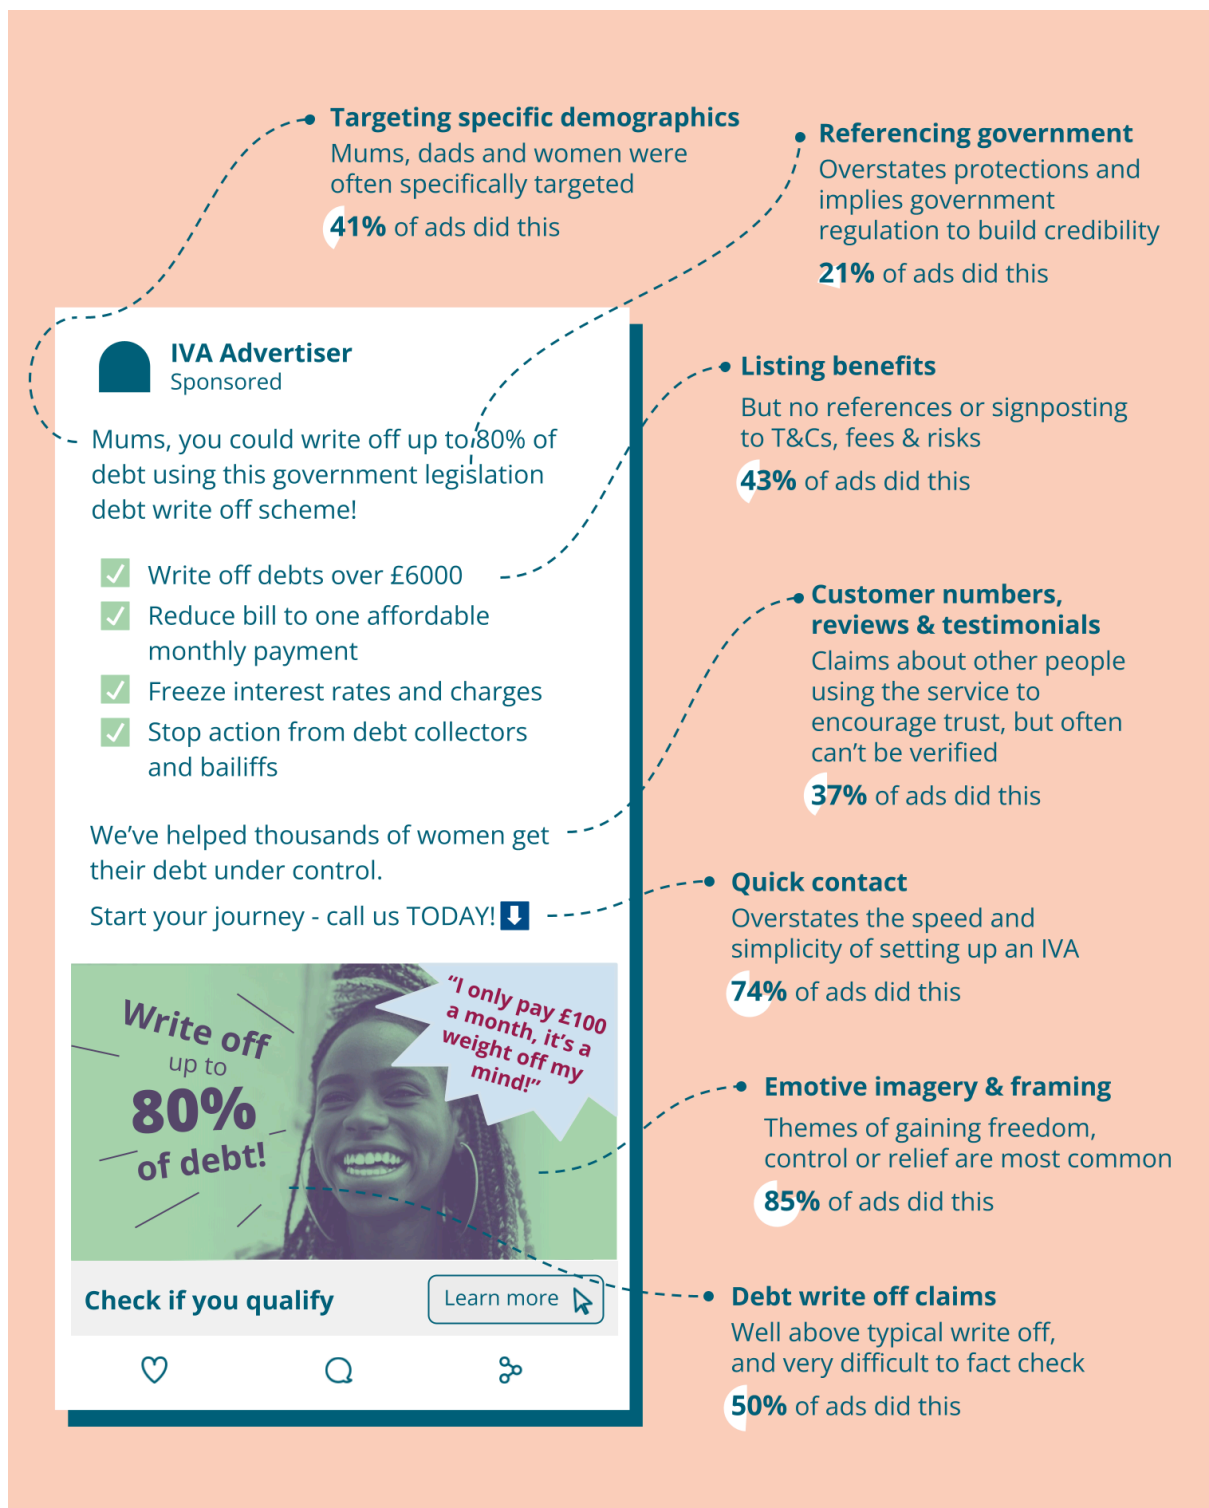 Targeting specific demographics
Mums, dads and women were
often specifically targeted
41% of ads did this
Referencing government
Overstates protections and
implies government
regulation to build credibility
21% of ads did this
IVA Advertiser
Sponsored
Mums, you could write off up to 80% of
debt using this government legislation
debt write off scheme!
Write off debts over £6000
Reduce bill to one affordable
monthly payment
Freeze interest rates and charges
Stop action from debt collectors
and bailiffs
We’ve helped thousands of women get
their debt under control.
Start your journey - call us TODAY!
Write off
up to
80%
of debt!
“I only pay £100
a month, it’s a
weight off my
mind!”
Check if you qualify
Learn more
Listing benefits
But no references or signposting
to T&Cs, fees & risks
43% of ads did this
Customer numbers,
reviews & testimonials
Claims about other people
using the service to
encourage trust, but often
can’t be verified
37% of ads did this
Quick contact
Overstates the speed and
simplicity of setting up an IVA
74% of ads did this
Emotive imagery & framing
Themes of gaining freedom,
control or relief are most common
85% of ads did this
Debt write off claims
Well above typical write off,
and very difficult to fact check
50% of ads did this